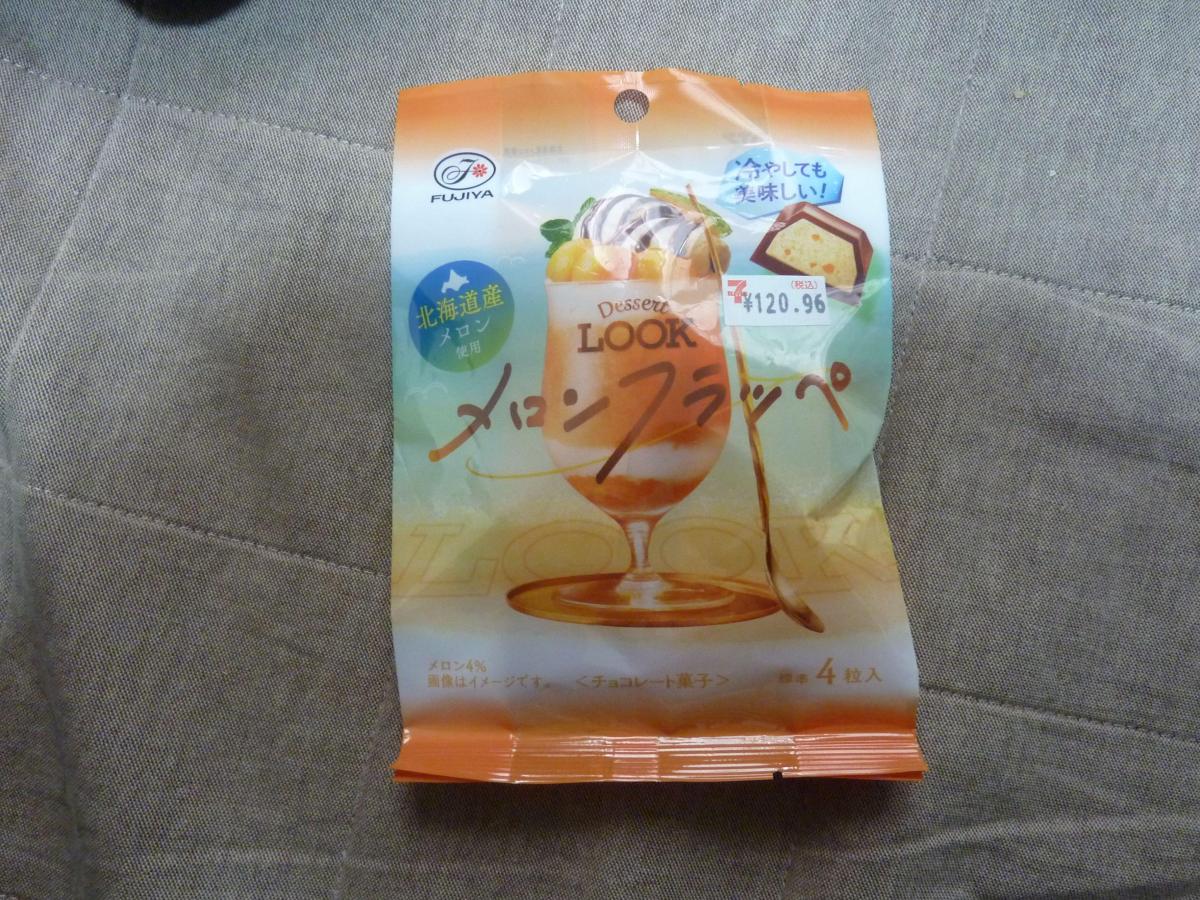 FUJIYA
冷やしても
美味しい!
北海道産
メロン
使用
(税込)
¥120.96
Dessert
LOOK
メロンフラッペ
LOOK
メロン4%
画像はイメージです。
<チョコレート菓子>
標準 4 粒入